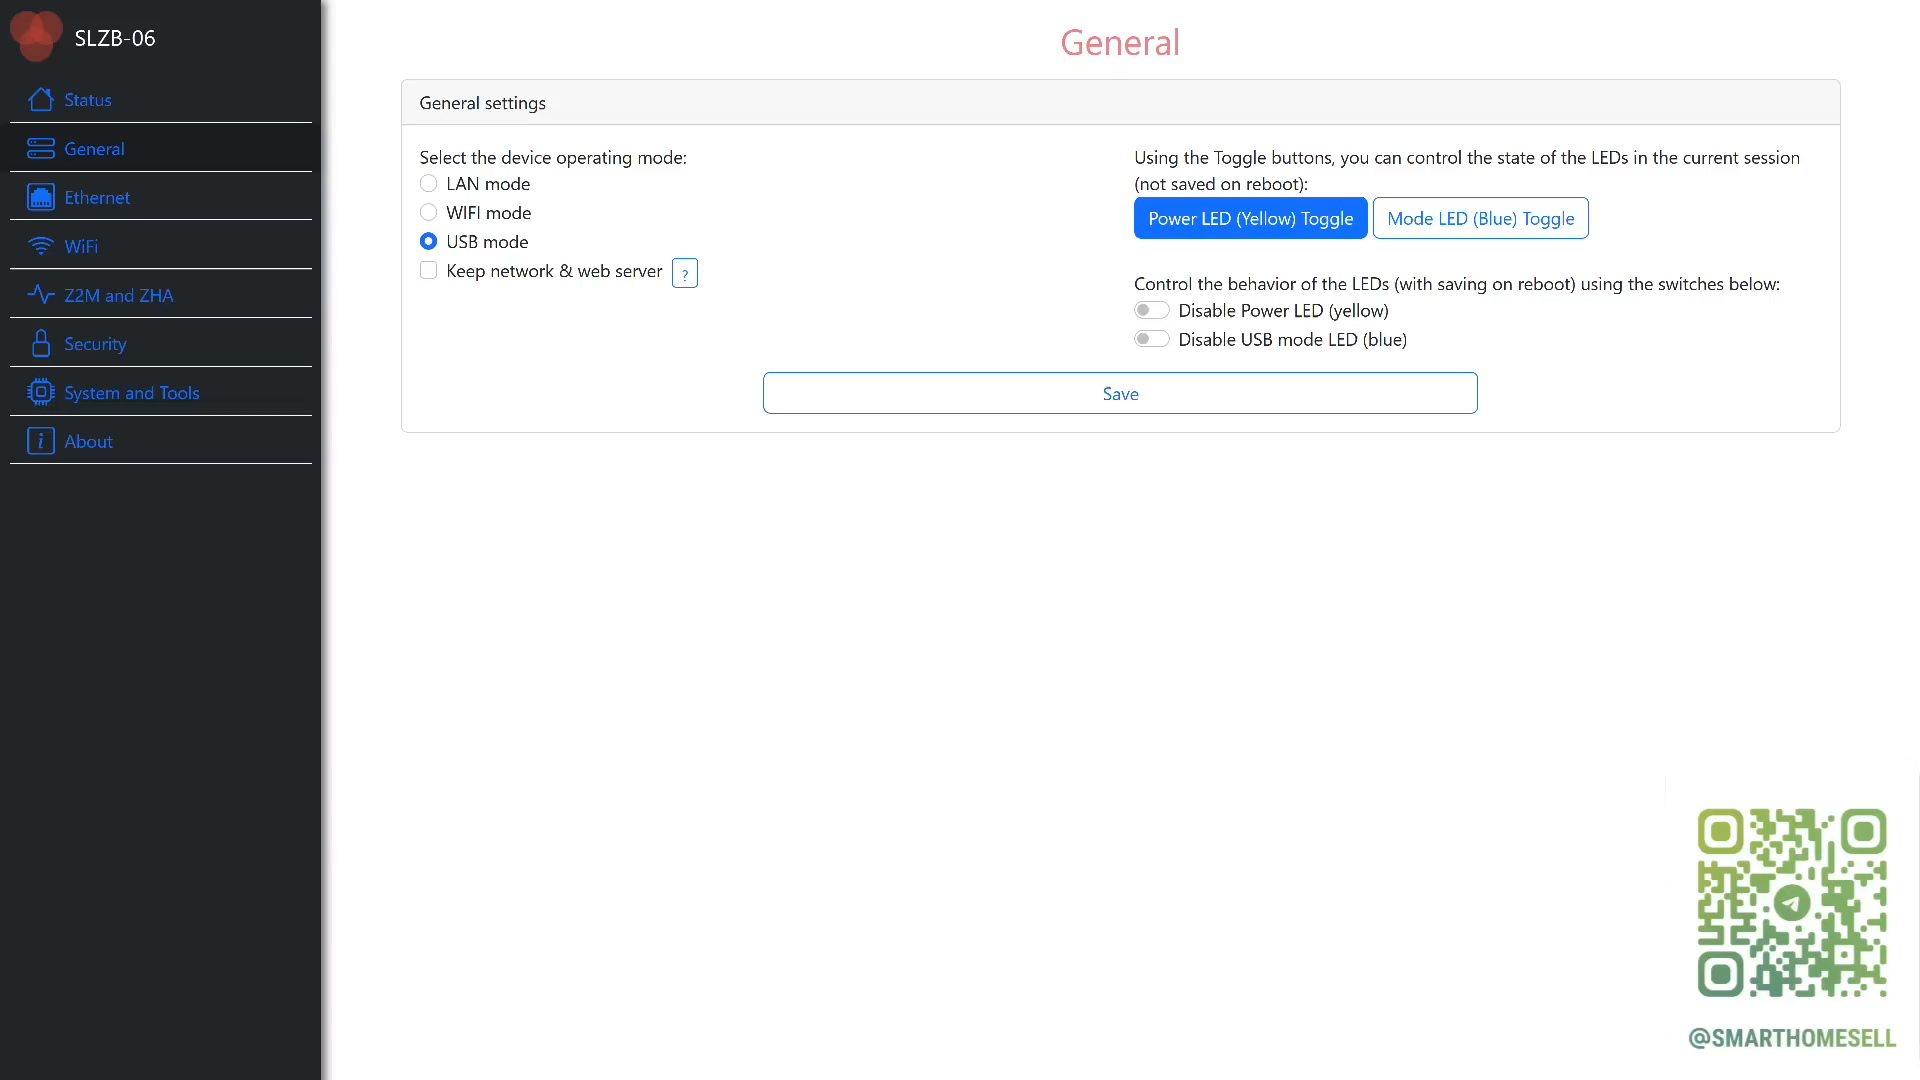 SLZB-06
Status
General
Ethernet
WiFi
Z2M and ZHA
Security
System and Tools
About
General
General settings
Select the device operating mode:
LAN mode
WIFI mode
USB mode
Keep network & web server ?
Using the Toggle buttons, you can control the state of the LEDs in the current session
(not saved on reboot):
Power LED (Yellow) Toggle Mode LED (Blue) Toggle
Control the behavior of the LEDs (with saving on reboot) using the switches below:
Disable Power LED (yellow)
Disable USB mode LED (blue)
Save
@SMARTHOMESELL